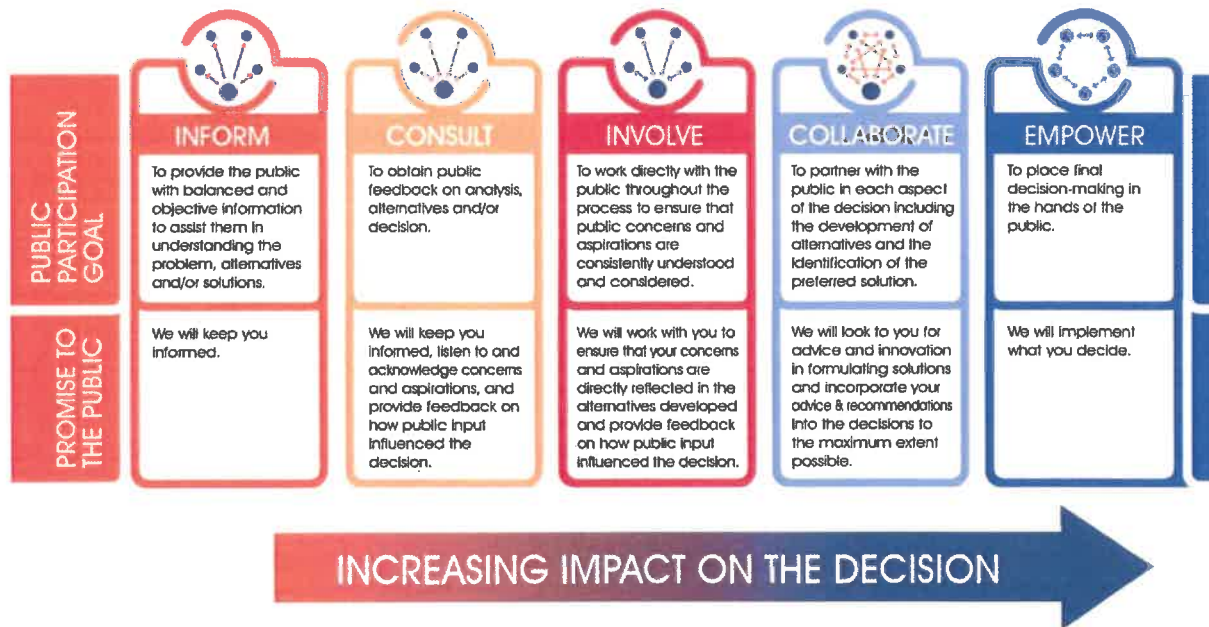 INFORM
CONSULT
INVOLVE
COLLABORATE
EMPOWER
PUBLIC
PARTICIPATION
GOAL
To provide the public
with balanced and
objective information
to assist them in
understanding the
problem, alternatives
and/or solutions.
To obtain public
feedback on analysis,
alternatives and/or
decision.
To work directly with the
public throughout the
process to ensure that
public concerns and
aspirations are
consistently understood
and considered.
To partner with the
public in each aspect
of the decision including
the development of
alternatives and the
identification of the
preferred solution.
To place final
decision-making in
the hands of the
public.
PROMISE TO
THE PUBLIC
We will keep you
informed.
We will keep you
informed, listen to and
acknowledge concerns
and aspirations, and
provide feedback on
how public input
influenced the
decision.
We will work with you to
ensure that your concerns
and aspirations are
directly reflected in the
alternatives developed
and provide feedback
on how public input
influenced the decision.
We will look to you for
advice and innovation
in formulating solutions
and incorporate your
advice & recommendations
into the decisions to
the maximum extent
possible.
We will implement
what you decide.
INCREASING IMPACT ON THE DECISION